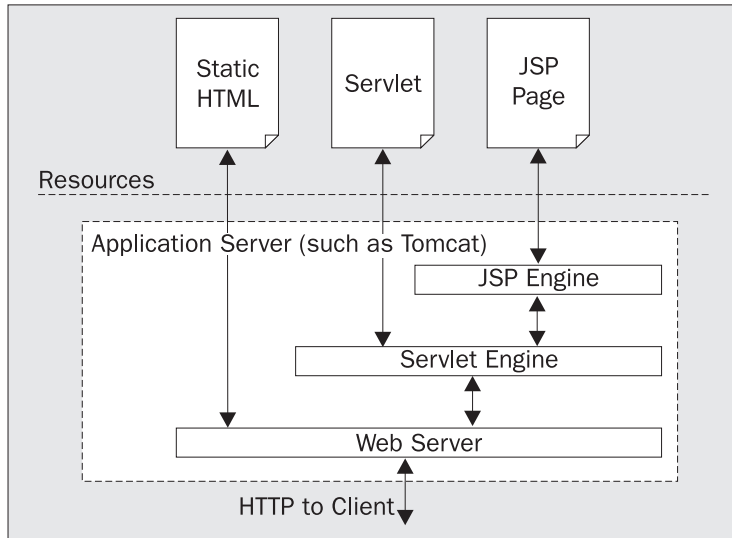 Static
HTML
Servlet
JSP
Page
Resources
Application Server (such as Tomcat)
JSP Engine
Servlet Engine
Web Server
HTTP to Client